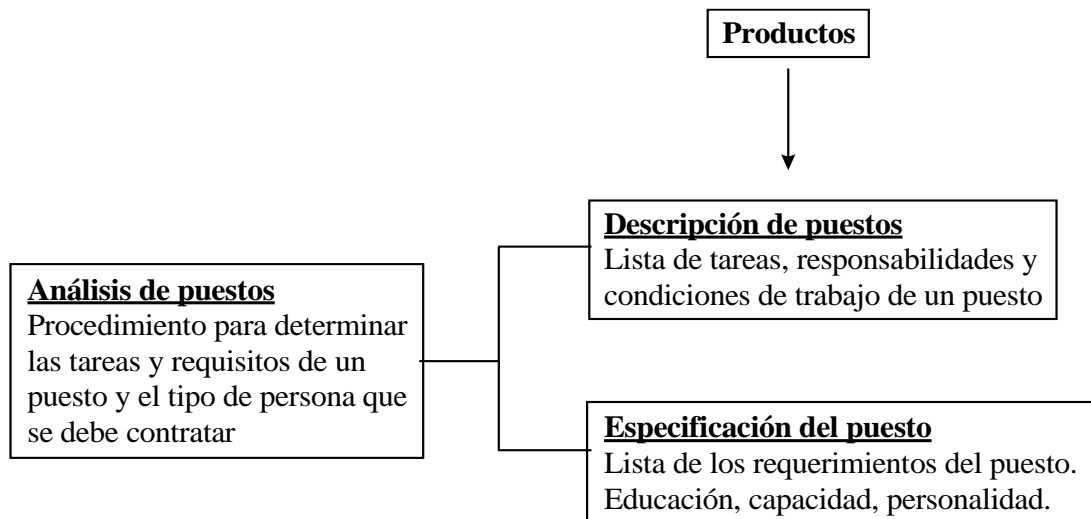 Productos
Descripción de puestos
Lista de tareas, responsabilidades y
condiciones de trabajo de un puesto
Análisis de puestos
Procedimiento para determinar
las tareas y requisitos de un
puesto y el tipo de persona que
se debe contratar
Especificación del puesto
Lista de los requerimientos del puesto.
Educación, capacidad, personalidad.